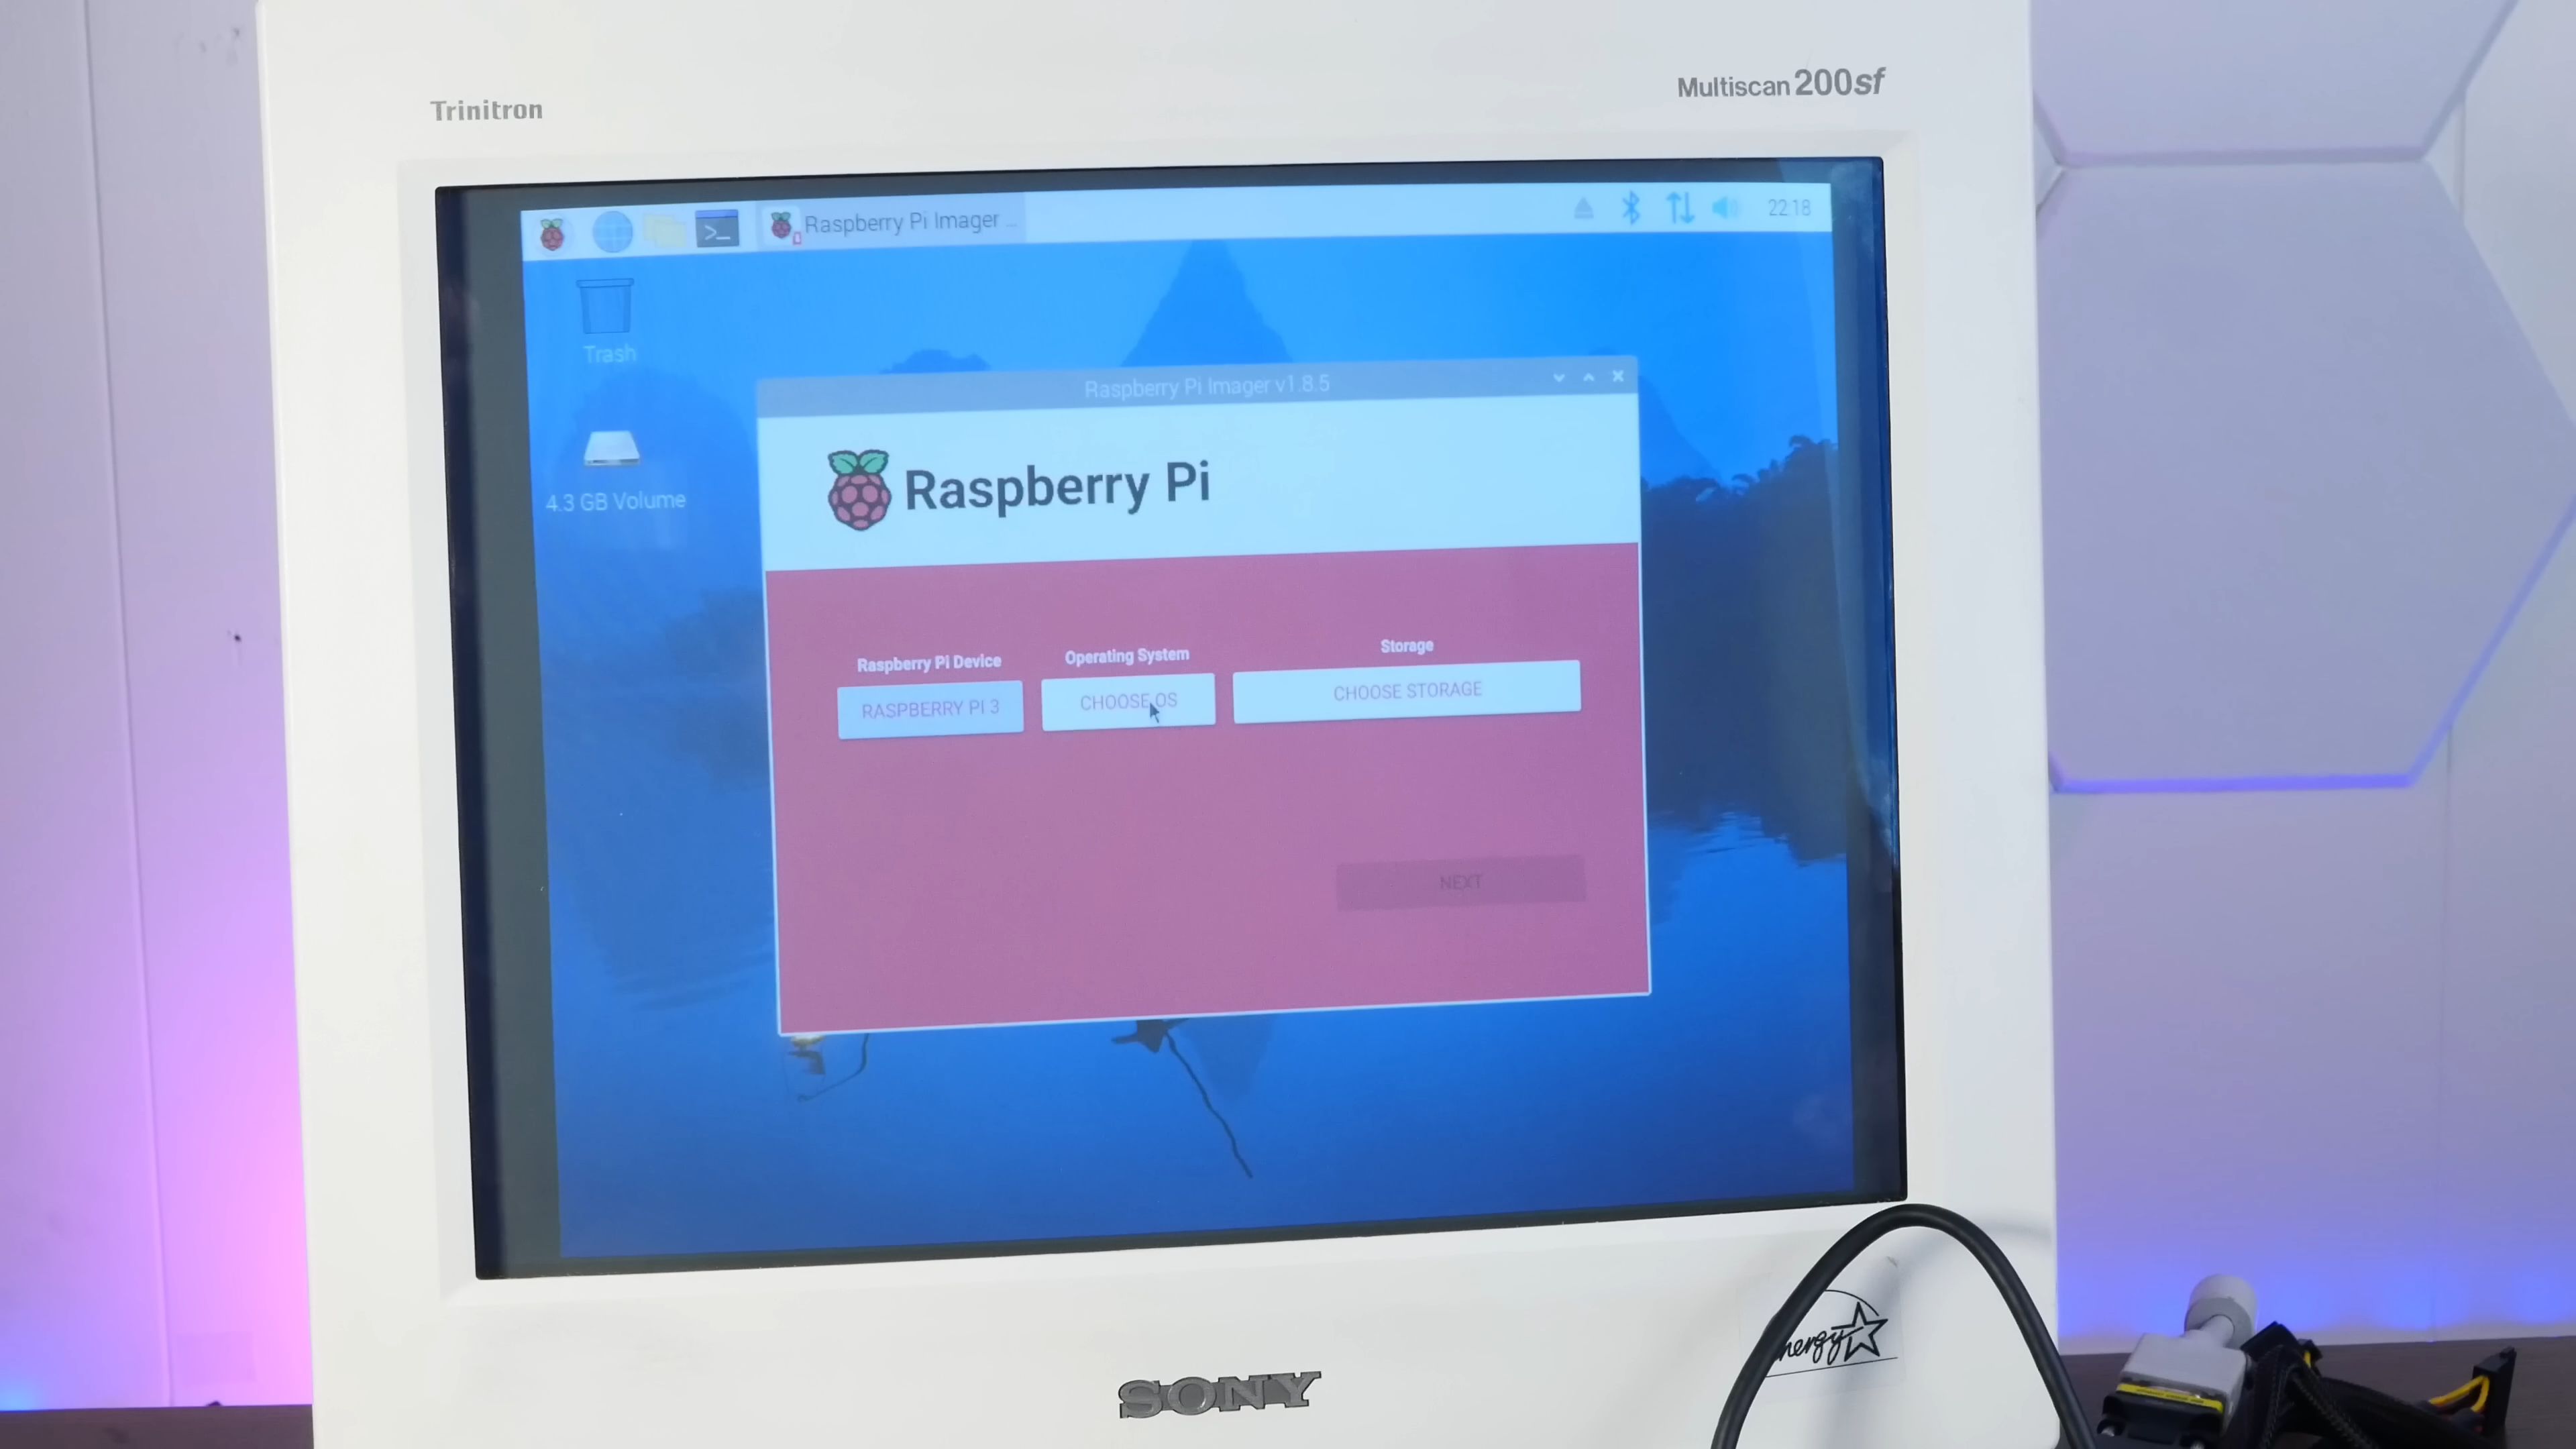 Trinitron
Multiscan 200sf
Raspberry Pi Imager ...
22:18
Trash
4.3 GB Volume
Raspberry Pi Imager v1.8.5
Raspberry Pi
Raspberry Pi Device
Operating System
Storage
RASPBERRY PI 3
CHOOSE OS
CHOOSE STORAGE
NEXT
energy
SONY